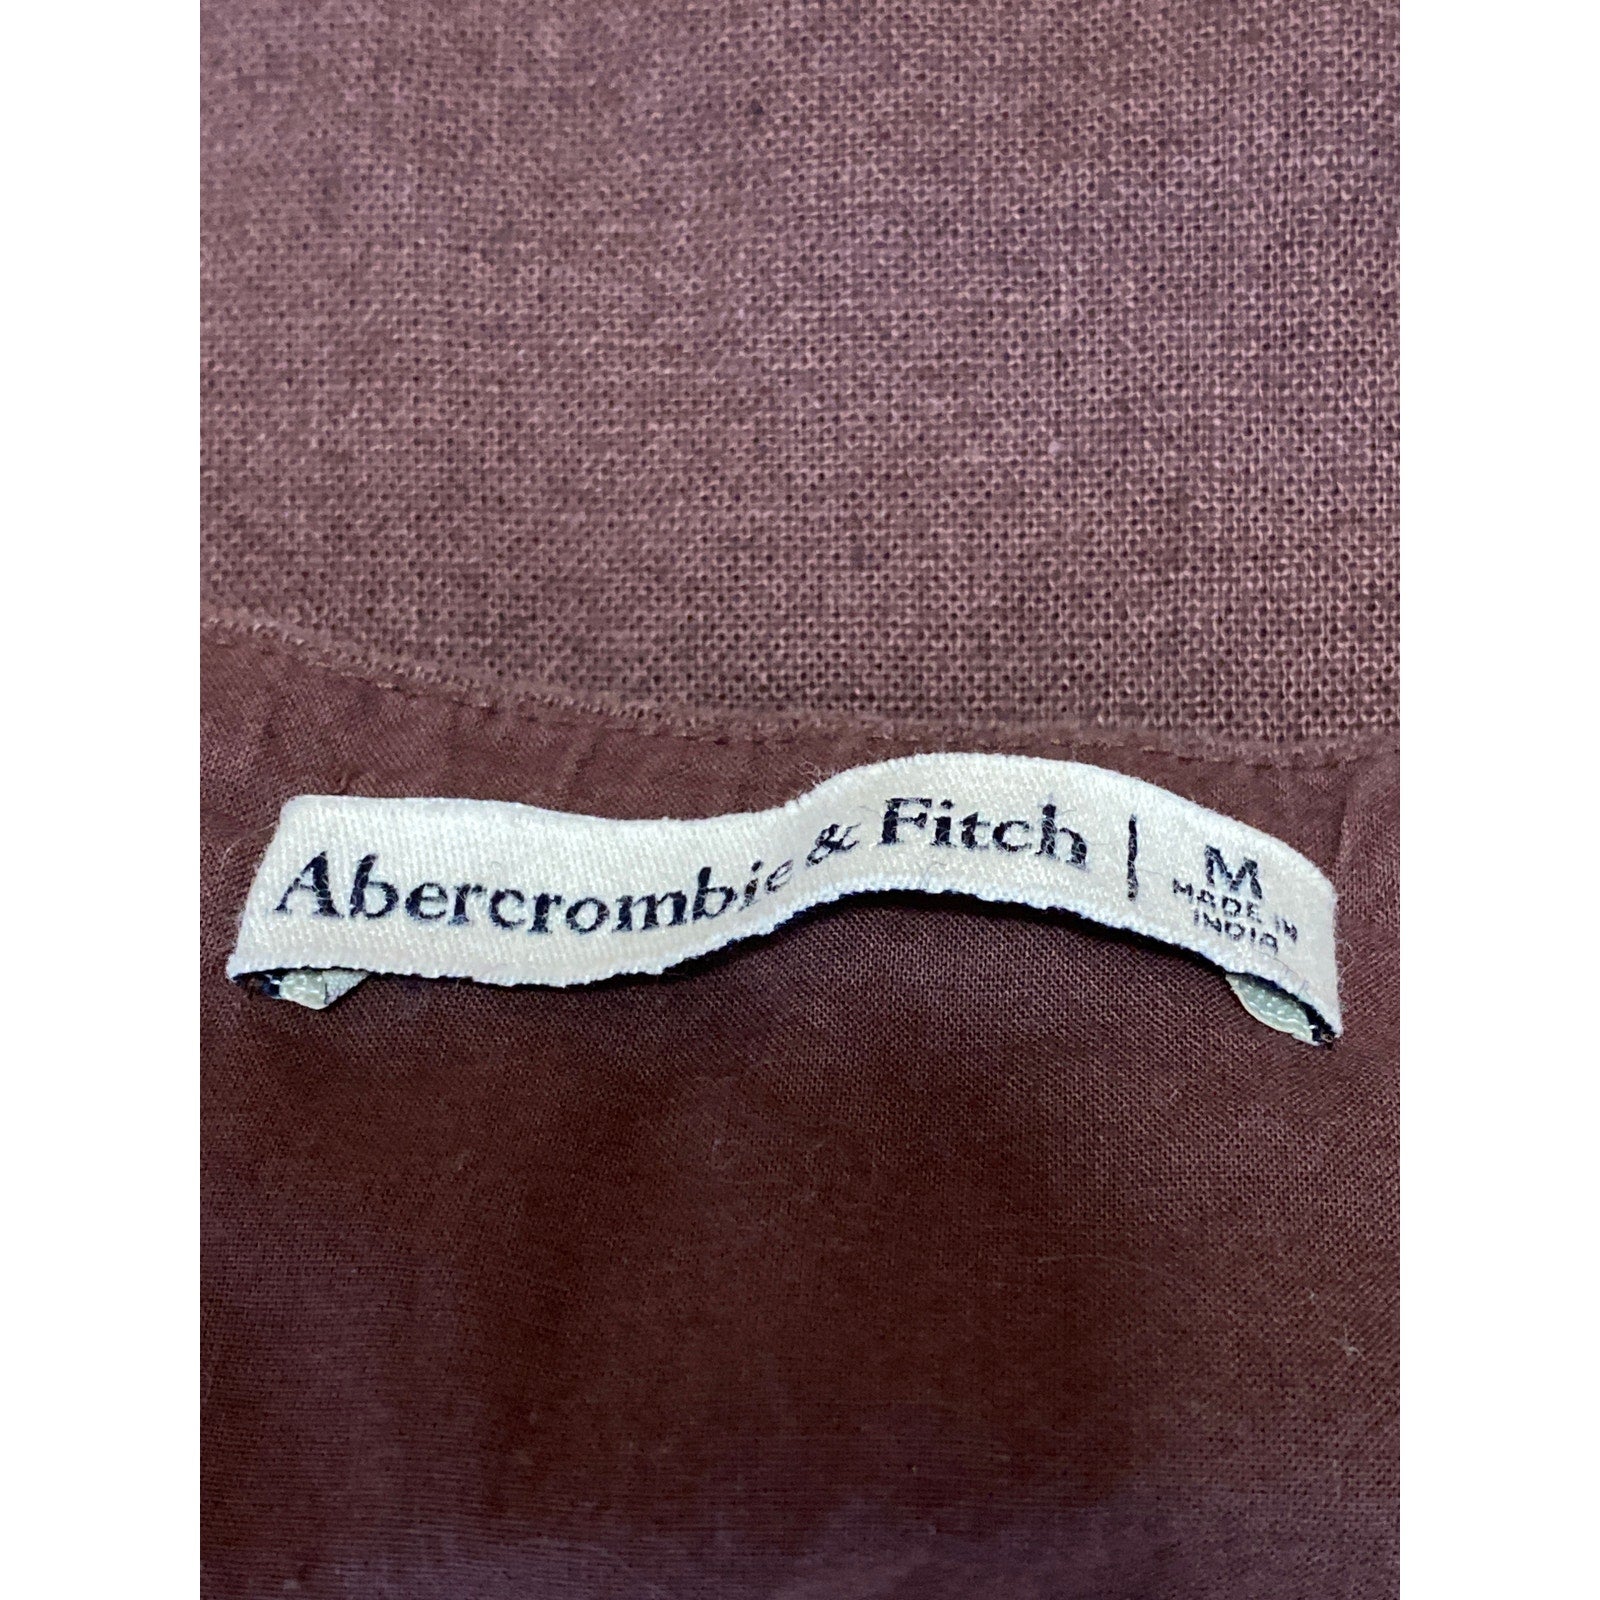 Abercrombie & Fitch | M
MADE IN
INDIA